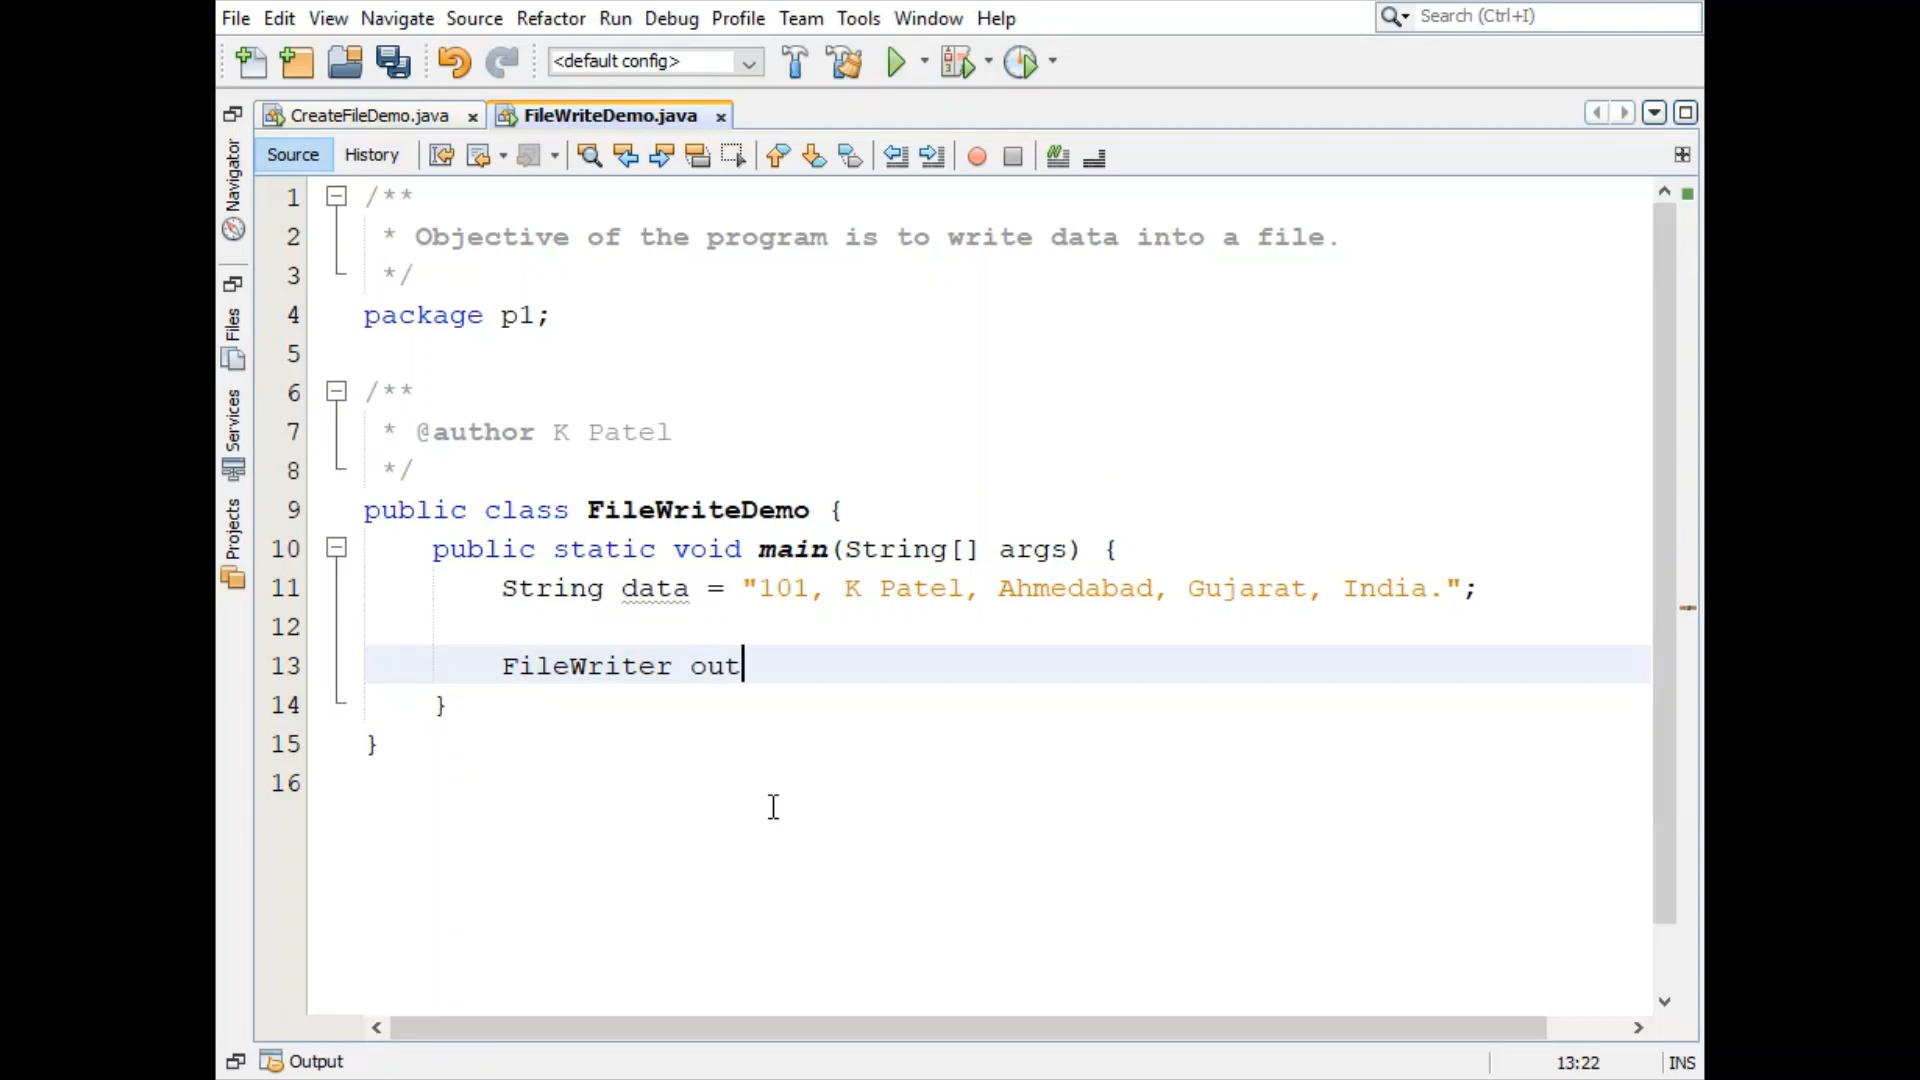 File Edit View Navigate Source Refactor Run Debug Profile Team Tools Window Help
Search (Ctrl+I)
<default config>
CreateFileDemo.java x FileWriteDemo.java x
Source History
Navigator
Files
Services
Projects
1 /**
2 * Objective of the program is to write data into a file.
3 */
4 package p1;
5
6 /**
7 * @author K Patel
8 */
9 public class FileWriteDemo {
10 public static void main(String[] args) {
11 String data = "101, K Patel, Ahmedabad, Gujarat, India.";
12
13 FileWriter out
14 }
15 }
16
Output
13:22 INS